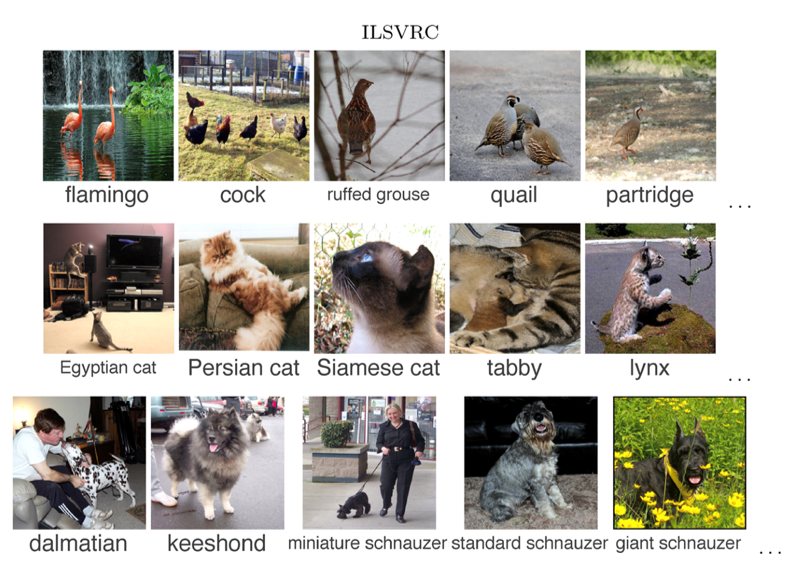 ILSVRC
flamingo cock ruffed grouse quail partridge ...
Egyptian cat Persian cat Siamese cat tabby lynx ...
dalmatian keeshond miniature schnauzer standard schnauzer giant schnauzer ...